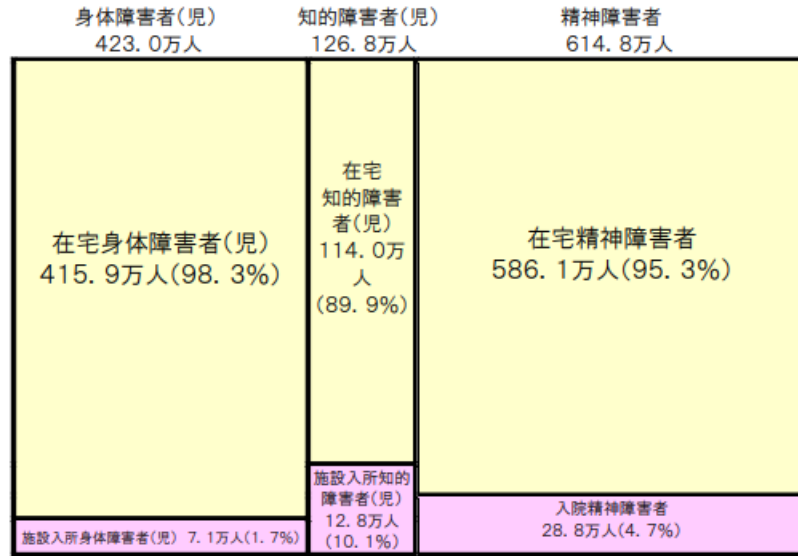 身体障害者(児)
423.0万人
知的障害者(児)
126.8万人
精神障害者
614.8万人
在宅身体障害者(児)
415.9万人(98.3%)
在宅
知的障害
者(児)
114.0万
人
(89.9%)
在宅精神障害者
586.1万人(95.3%)
施設入所身体障害者(児) 7.1万人(1.7%)
施設入所知的
障害者(児)
12.8万人
(10.1%)
入院精神障害者
28.8万人(4.7%)